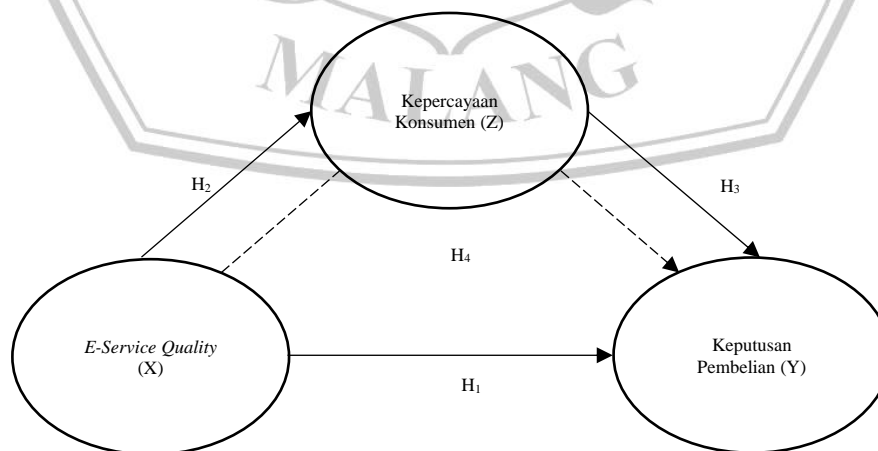 MALANG
Kepercayaan
Konsumen (Z)
H₂
H₃
H₄
E-Service Quality
(X)
Keputusan
Pembelian (Y)
H₁